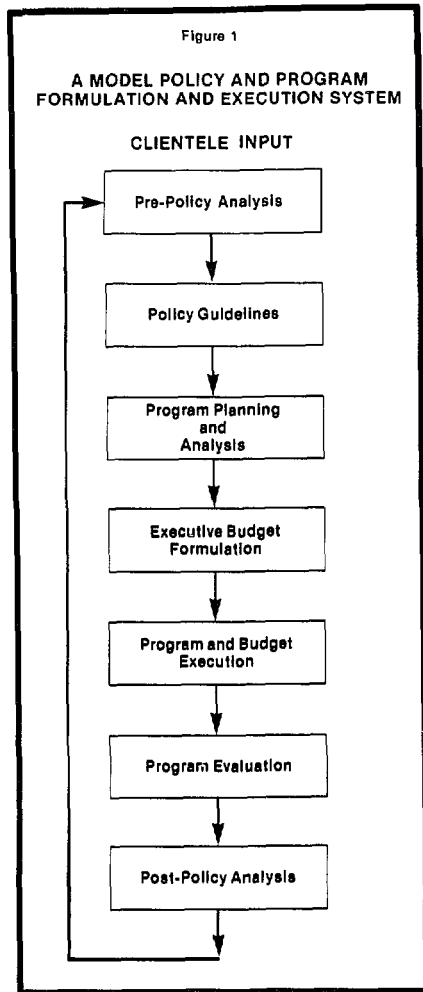 Figure 1
A MODEL POLICY AND PROGRAM
FORMULATION AND EXECUTION SYSTEM
CLIENTELE INPUT
Pre-Policy Analysis
Policy Guidelines
Program Planning
and
Analysis
Executive Budget
Formulation
Program and Budget
Execution
Program Evaluation
Post-Policy Analysis